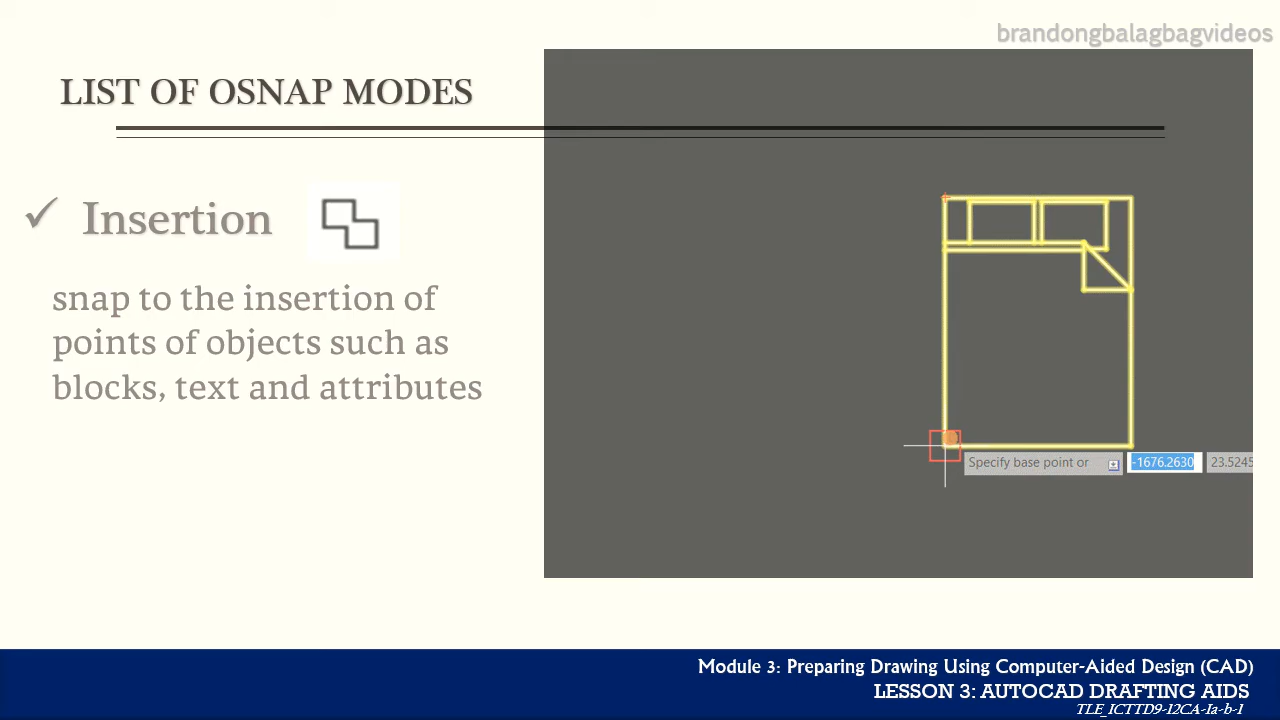 brandongbalagbagvideos
LIST OF OSNAP MODES
✓ Insertion
snap to the insertion of
points of objects such as
blocks, text and attributes
Specify base point or
-1676.2630
23.5245
Module 3: Preparing Drawing Using Computer-Aided Design (CAD)
LESSON 3: AUTOCAD DRAFTING AIDS
TLE_ICTTD9-12CA-Ia-b-1